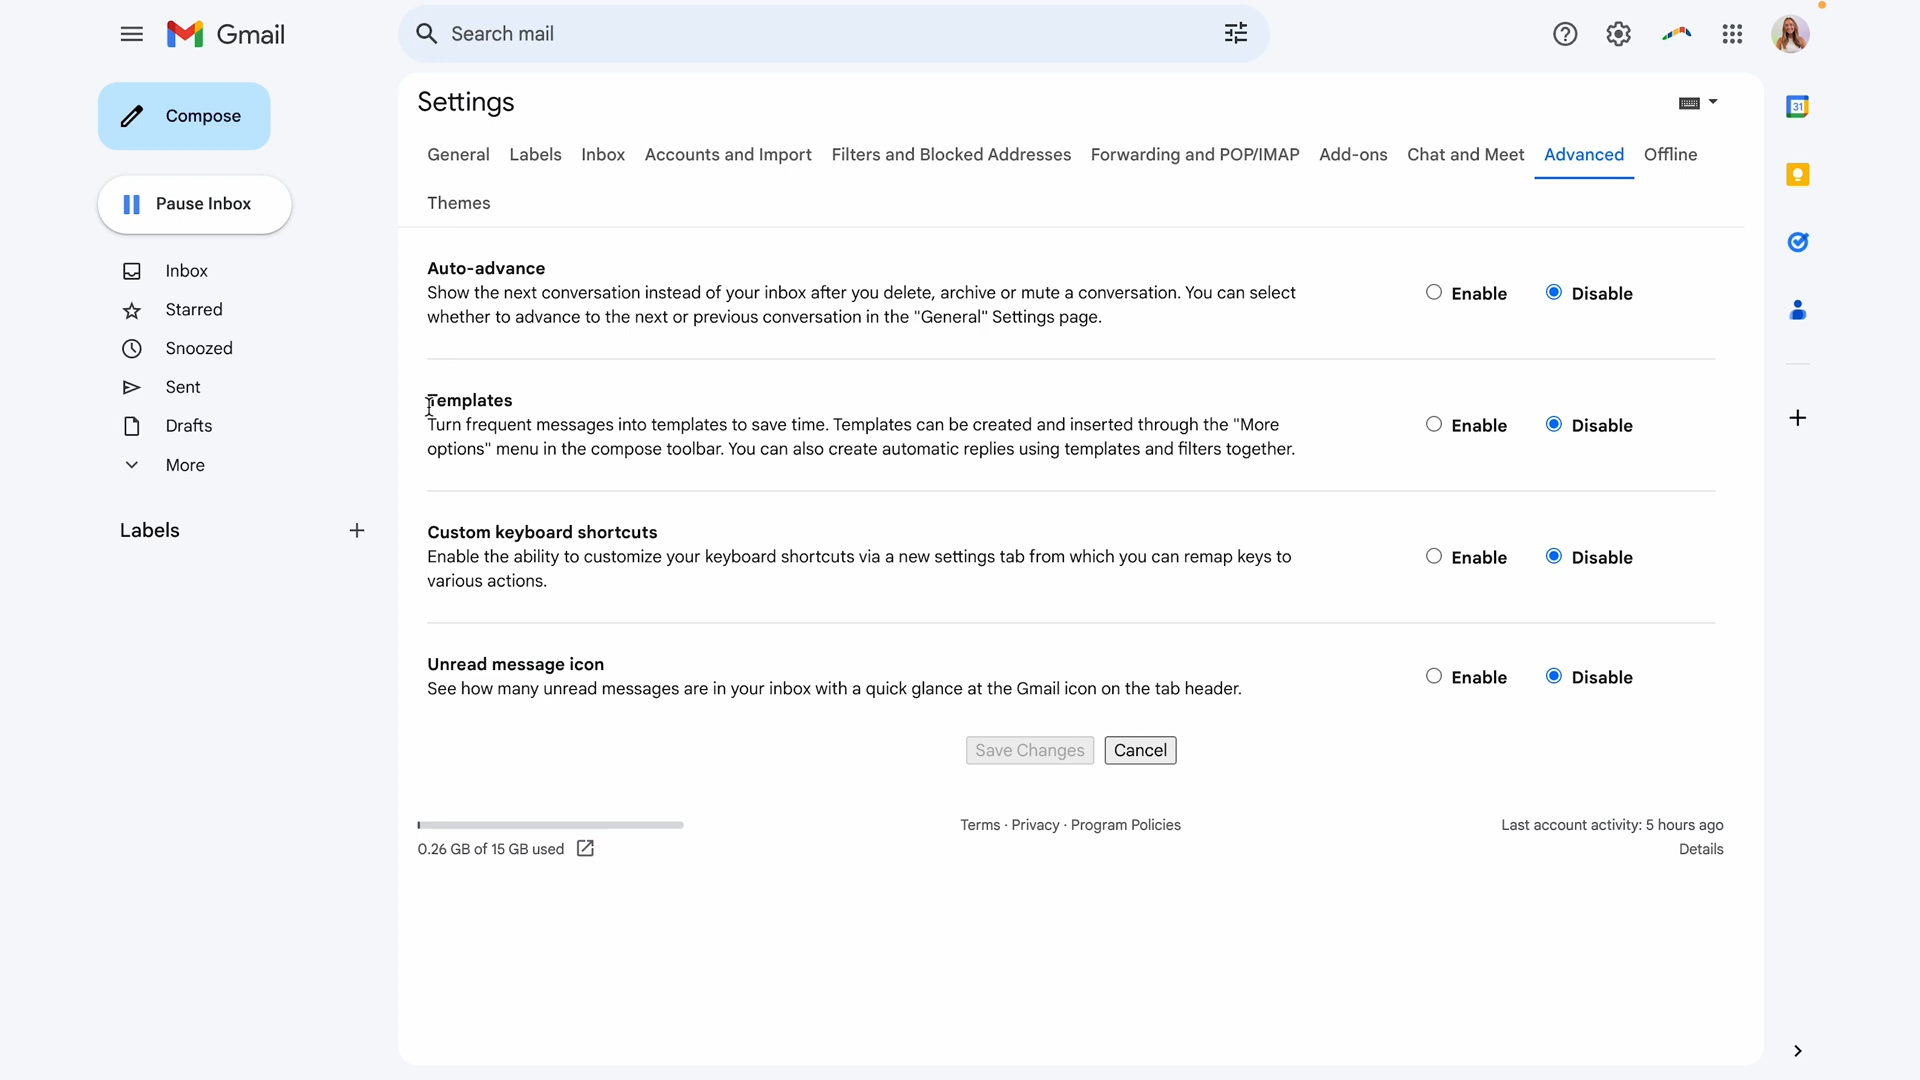 Gmail
Search mail
Compose
Pause Inbox
Inbox
Starred
Snoozed
Sent
Drafts
More
Labels
Settings
General Labels Inbox Accounts and Import Filters and Blocked Addresses Forwarding and POP/IMAP Add-ons Chat and Meet Advanced Offline
Themes
Auto-advance
Show the next conversation instead of your inbox after you delete, archive or mute a conversation. You can select
whether to advance to the next or previous conversation in the "General" Settings page.
Enable Disable
Templates
Turn frequent messages into templates to save time. Templates can be created and inserted through the "More
options" menu in the compose toolbar. You can also create automatic replies using templates and filters together.
Enable Disable
Custom keyboard shortcuts
Enable the ability to customize your keyboard shortcuts via a new settings tab from which you can remap keys to
various actions.
Enable Disable
Unread message icon
See how many unread messages are in your inbox with a quick glance at the Gmail icon on the tab header.
Enable Disable
Save Changes Cancel
0.26 GB of 15 GB used
Terms · Privacy · Program Policies
Last account activity: 5 hours ago
Details
31